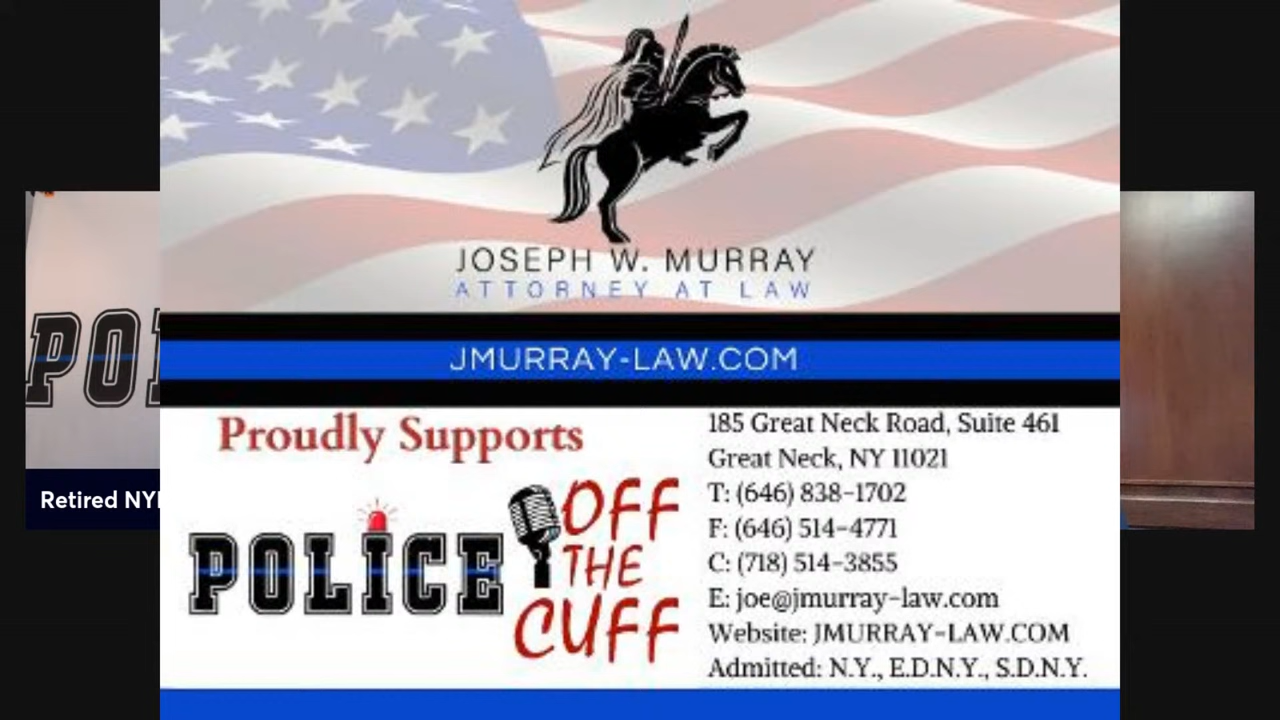 JOSEPH W. MURRAY
ATTORNEY AT LAW
JMURRAY-LAW.COM
Proudly Supports
POLICE
OFF
THE
CUFF
185 Great Neck Road, Suite 461
Great Neck, NY 11021
T: (646) 838-1702
F: (646) 514-4771
C: (718) 514-3855
E: joe@jmurray-law.com
Website: JMURRAY-LAW.COM
Admitted: N.Y., E.D.N.Y., S.D.N.Y.
Retired